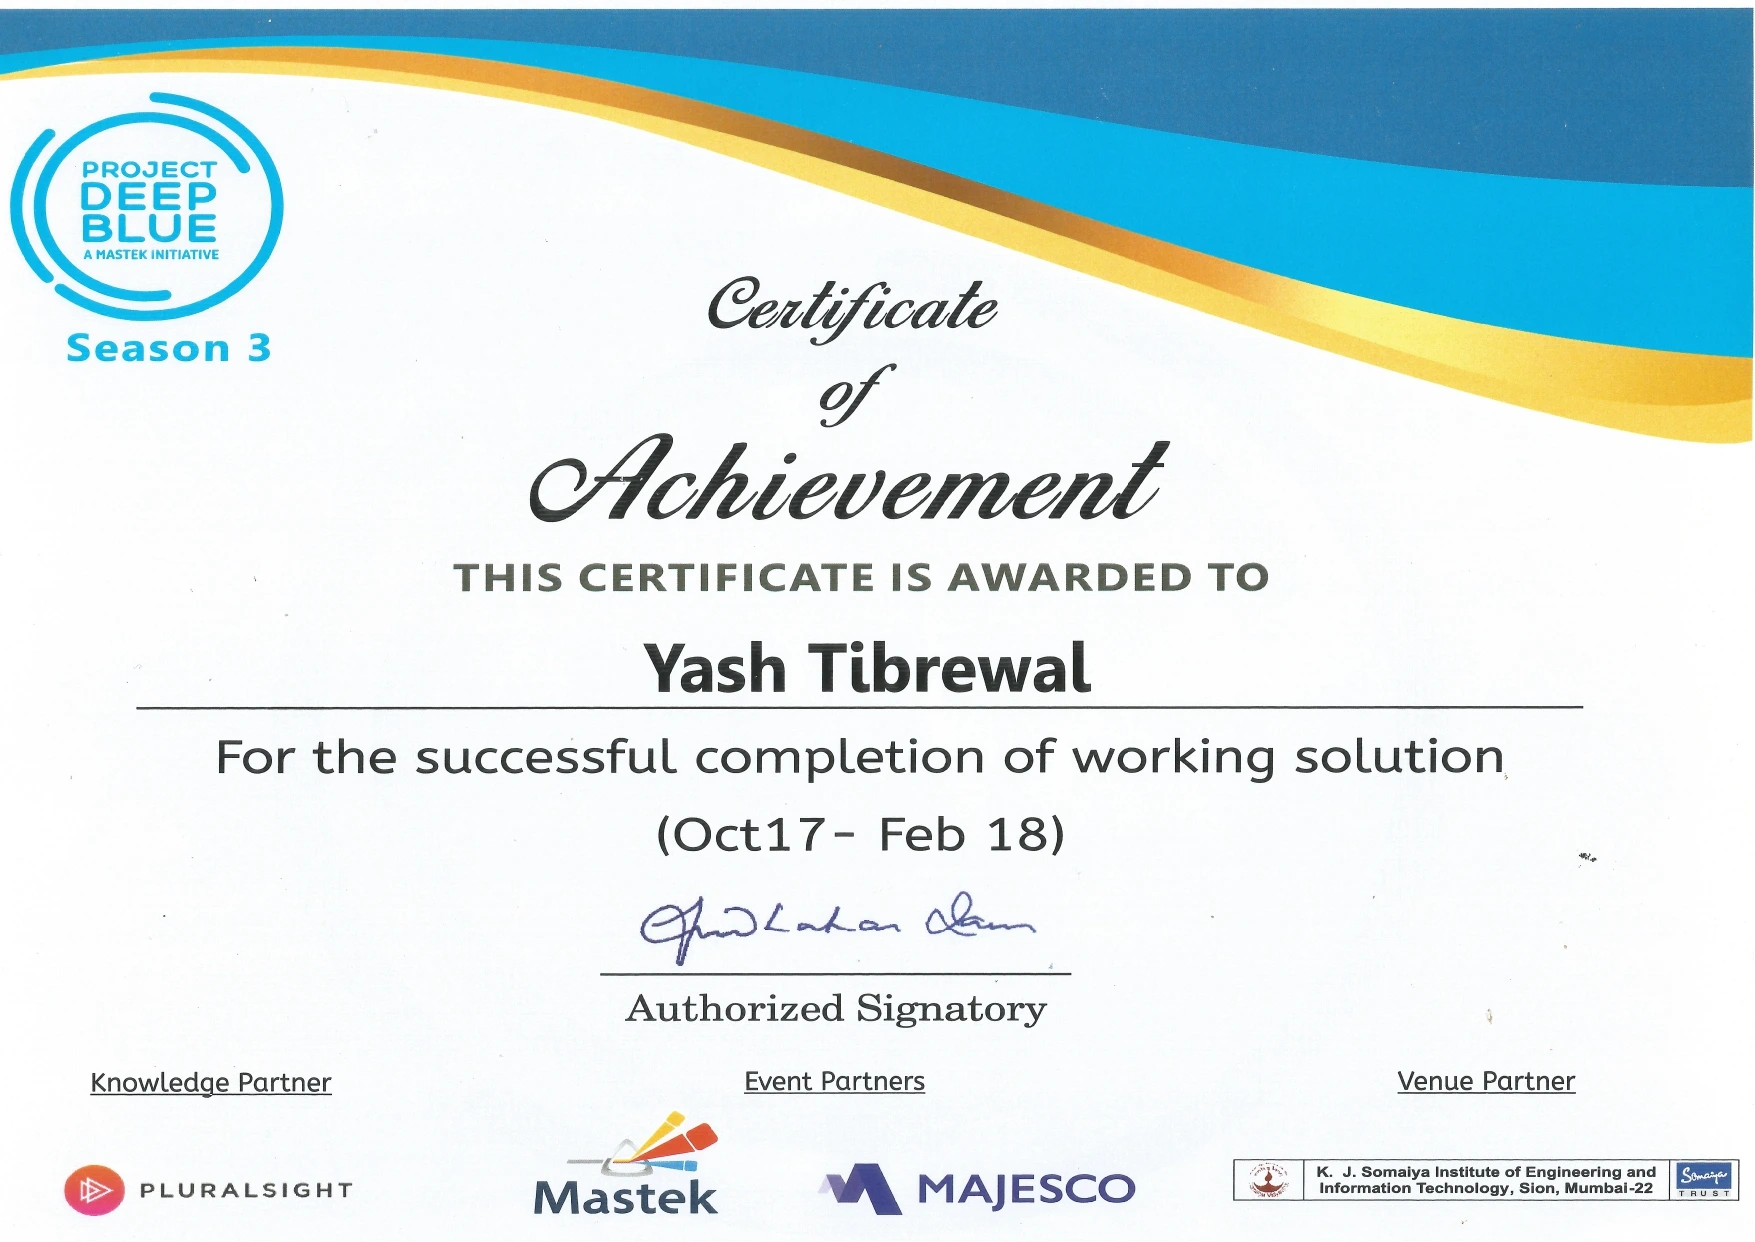 PROJECT
DEEP
BLUE
A MASTEK INITIATIVE
Season 3
Certificate
of
Achievement
THIS CERTIFICATE IS AWARDED TO
Yash Tibrewal
For the successful completion of working solution
(Oct17- Feb 18)
Authorized Signatory
Knowledge Partner
Event Partners
Venue Partner
PLURALSIGHT
Mastek
MAJESCO
K. J. Somaiya Institute of Engineering and
Information Technology, Sion, Mumbai-22
Somaiya
TRUST